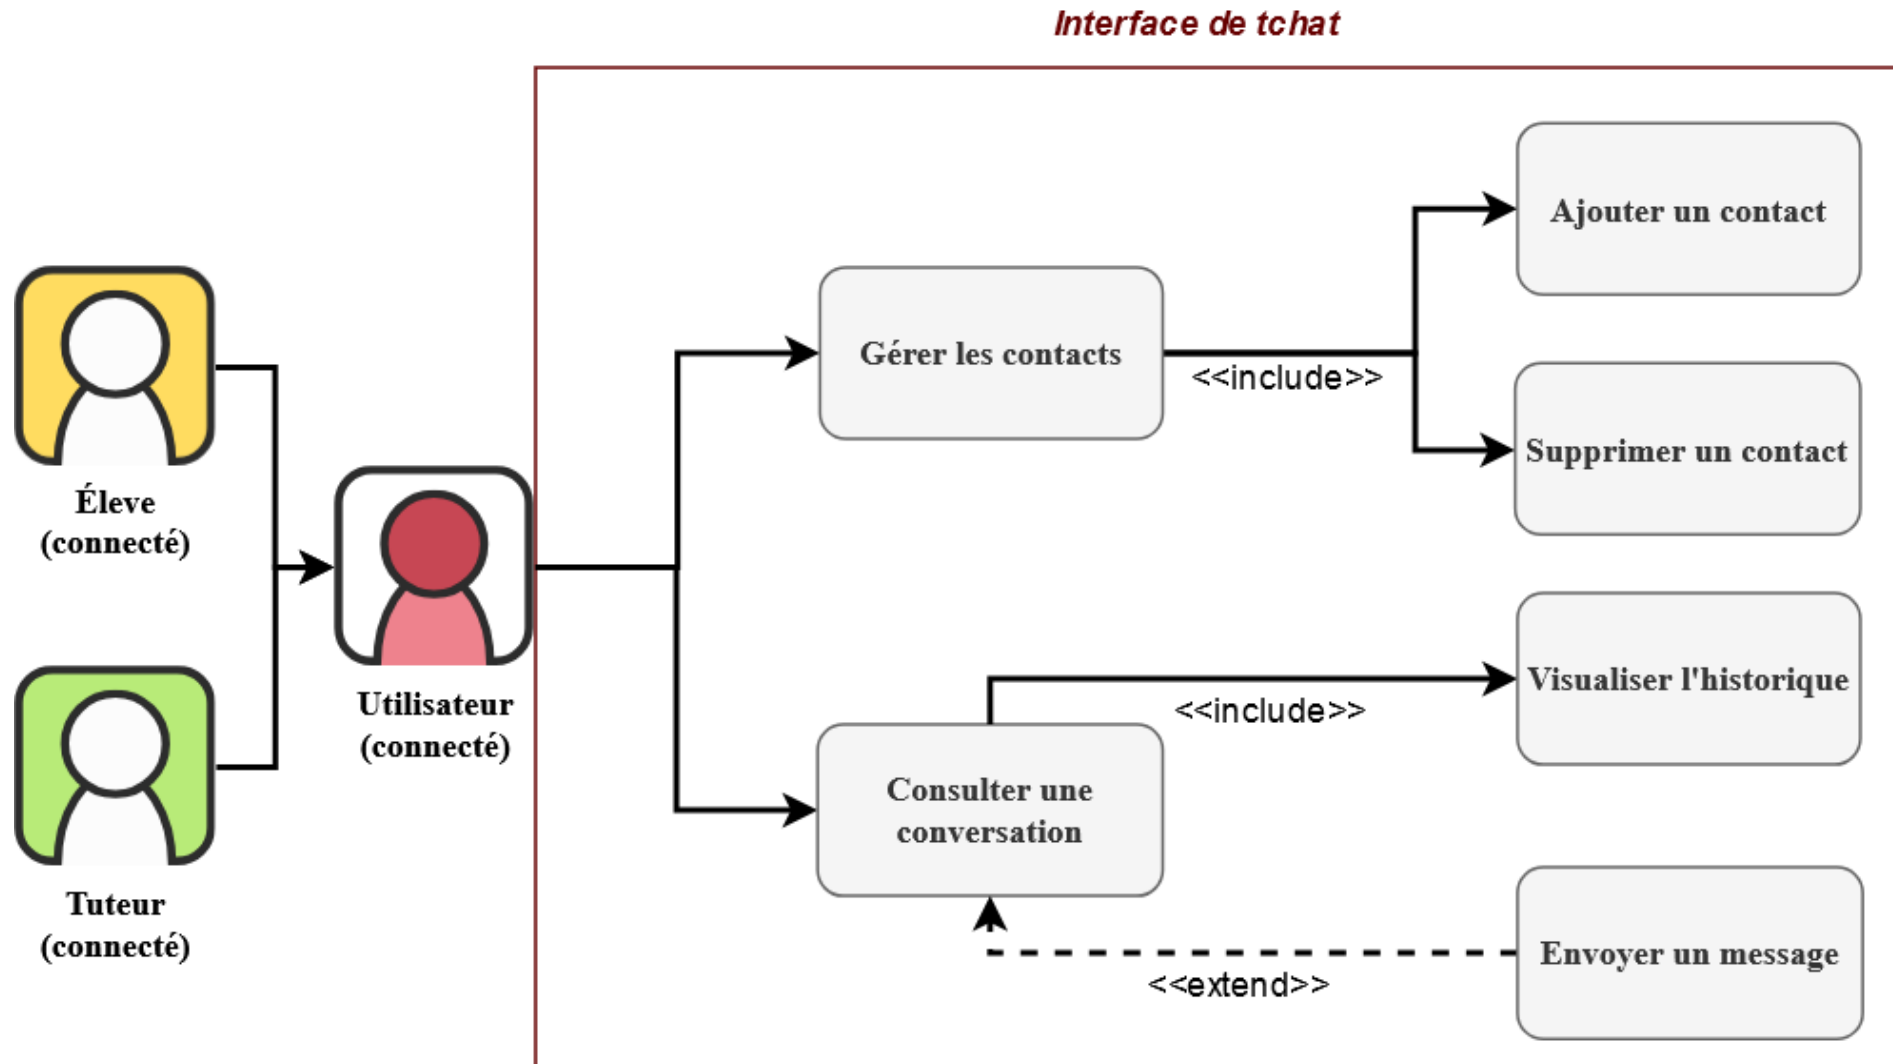 Interface de tchat
Ajouter un contact
Gérer les contacts
<<include>>
Supprimer un contact
Éleve
(connecté)
Utilisateur
(connecté)
Visualiser l'historique
<<include>>
Consulter une
conversation
Tuteur
(connecté)
Envoyer un message
<<extend>>